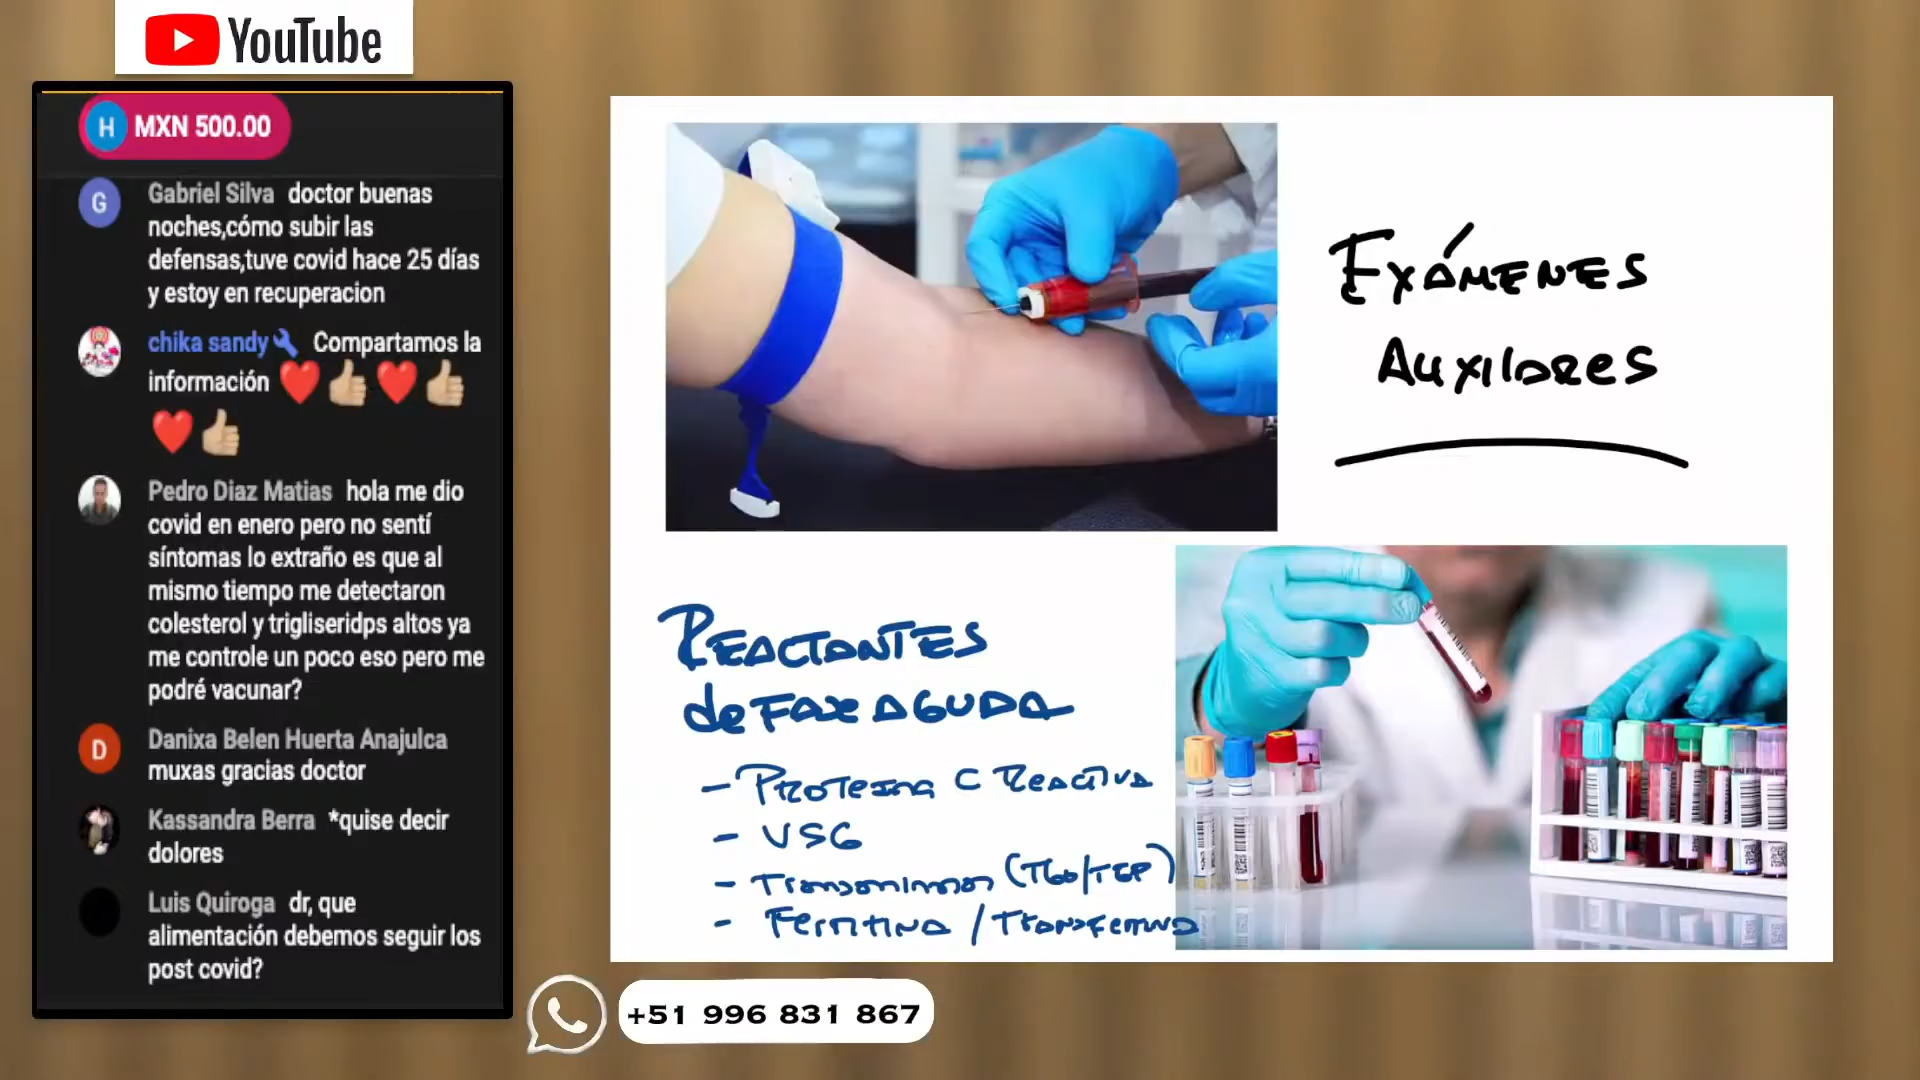 YouTube
H MXN 500.00
G Gabriel Silva doctor buenas
noches,cómo subir las
defensas,tuve covid hace 25 días
y estoy en recuperacion
chika sandy Compartamos la
información ❤️👍🏼❤️👍🏼
❤️👍🏼
Pedro Diaz Matias hola me dio
covid en enero pero no sentí
síntomas lo extraño es que al
mismo tiempo me detectaron
colesterol y trigliseridps altos ya
me controle un poco eso pero me
podré vacunar?
D Danixa Belen Huerta Anajulca
muxas gracias doctor
Kassandra Berra *quise decir
dolores
Luis Quiroga dr, que
alimentación debemos seguir los
post covid?
EXÁMENES
AUXILARES
REACTANTES
de FASE AGUDA
- PROTEINA C REACTIVA
- VSG
- Transaminasas (TGO/TGP)
- FERRITINA / TRANSFERRINA
+51 996 831 867